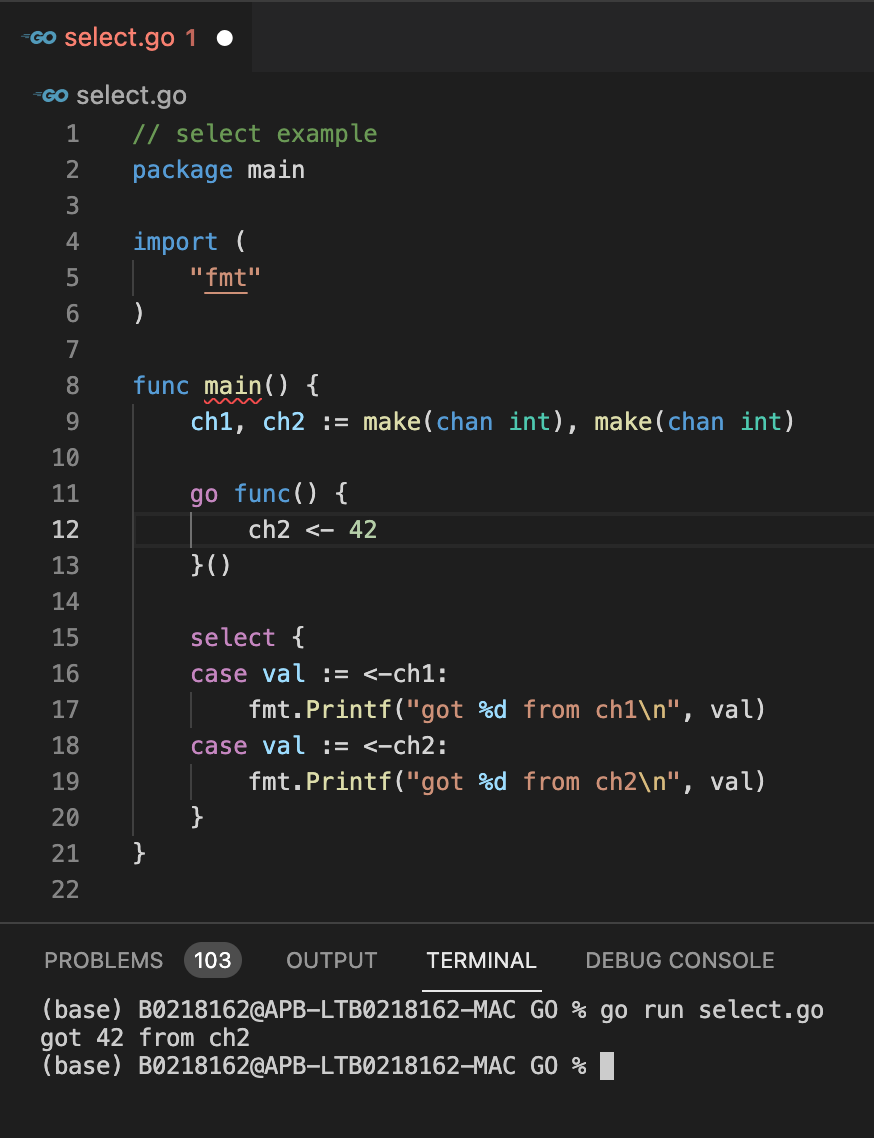 GO select.go 1
GO select.go
1 // select example
2 package main
3
4 import (
5     "fmt"
6 )
7
8 func main() {
9     ch1, ch2 := make(chan int), make(chan int)
10
11     go func() {
12         ch2 <- 42
13     }()
14
15     select {
16     case val := <-ch1:
17         fmt.Printf("got %d from ch1\n", val)
18     case val := <-ch2:
19         fmt.Printf("got %d from ch2\n", val)
20     }
21 }
22
PROBLEMS 103 OUTPUT TERMINAL DEBUG CONSOLE
(base) B0218162@APB-LTB0218162-MAC GO % go run select.go
got 42 from ch2
(base) B0218162@APB-LTB0218162-MAC GO %